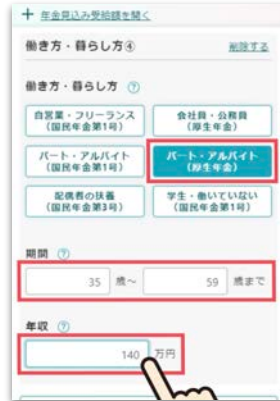 ＋ 年金見込み受給額を開く
働き方・暮らし方④ 削除する
働き方・暮らし方 ?
自営業・フリーランス
（国民年金第1号）
会社員・公務員
（厚生年金）
パート・アルバイト
（国民年金第1号）
パート・アルバイト
（厚生年金）
配偶者の扶養
（国民年金第3号）
学生・働いていない
（国民年金第1号）
期間 ?
35 歳～ 59 歳まで
年収 ?
140 万円